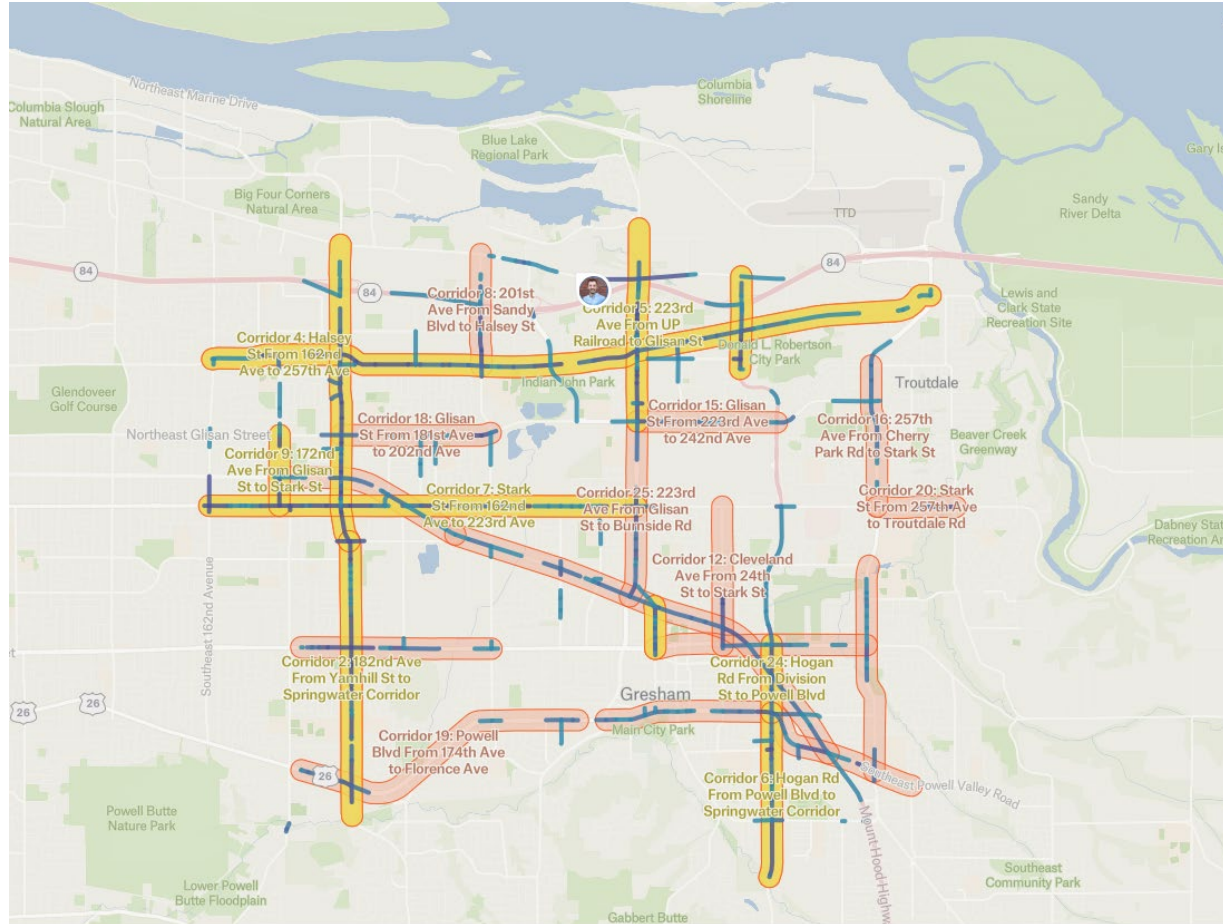 Northeast Marine Drive
Columbia Slough
Natural Area
Columbia
Shoreline
Blue Lake
Regional Park
Big Four Corners
Natural Area
Sandy
River Delta
TTD
84
84
84
Corridor 8: 201st
Ave From Sandy
Blvd to Halsey St
Corridor 5: 223rd
Ave From UP
Railroad to Glisan St
Lewis and
Clark State
Recreation Site
Corridor 4: Halsey
St From 162nd
Ave to 257th Ave
Donald L. Robertson
City Park
Glendoveer
Golf Course
Indian John Park
Troutdale
Corridor 18: Glisan
St From 181st Ave
to 202nd Ave
Corridor 15: Glisan
St From 223rd Ave
to 242nd Ave
Corridor 16: 257th
Ave From Cherry
Park Rd to Stark St
Northeast Glisan Street
Beaver Creek
Greenway
Corridor 9: 172nd
Ave From Glisan
St to Stark St
Corridor 7: Stark
St From 162nd
Ave to 223rd Ave
Corridor 25: 223rd
Ave From Glisan
St to Burnside Rd
Corridor 20: Stark
St From 257th Ave
to Troutdale Rd
Dabney Stat
Recreation Ar
Corridor 12: Cleveland
Ave From 24th
St to Stark St
Southeast 162nd Avenue
Corridor 2: 182nd Ave
From Yamhill St to
Springwater Corridor
Corridor 24: Hogan
Rd From Division
St to Powell Blvd
Gresham
Main City Park
26
26
26
Corridor 19: Powell
Blvd From 174th Ave
to Florence Ave
Corridor 6: Hogan Rd
From Powell Blvd to
Springwater Corridor
Southeast Powell Valley Road
Mount Hood Highway
Powell Butte
Nature Park
Southeast
Community Park
Lower Powell
Butte Floodplain
Gabbert Butte